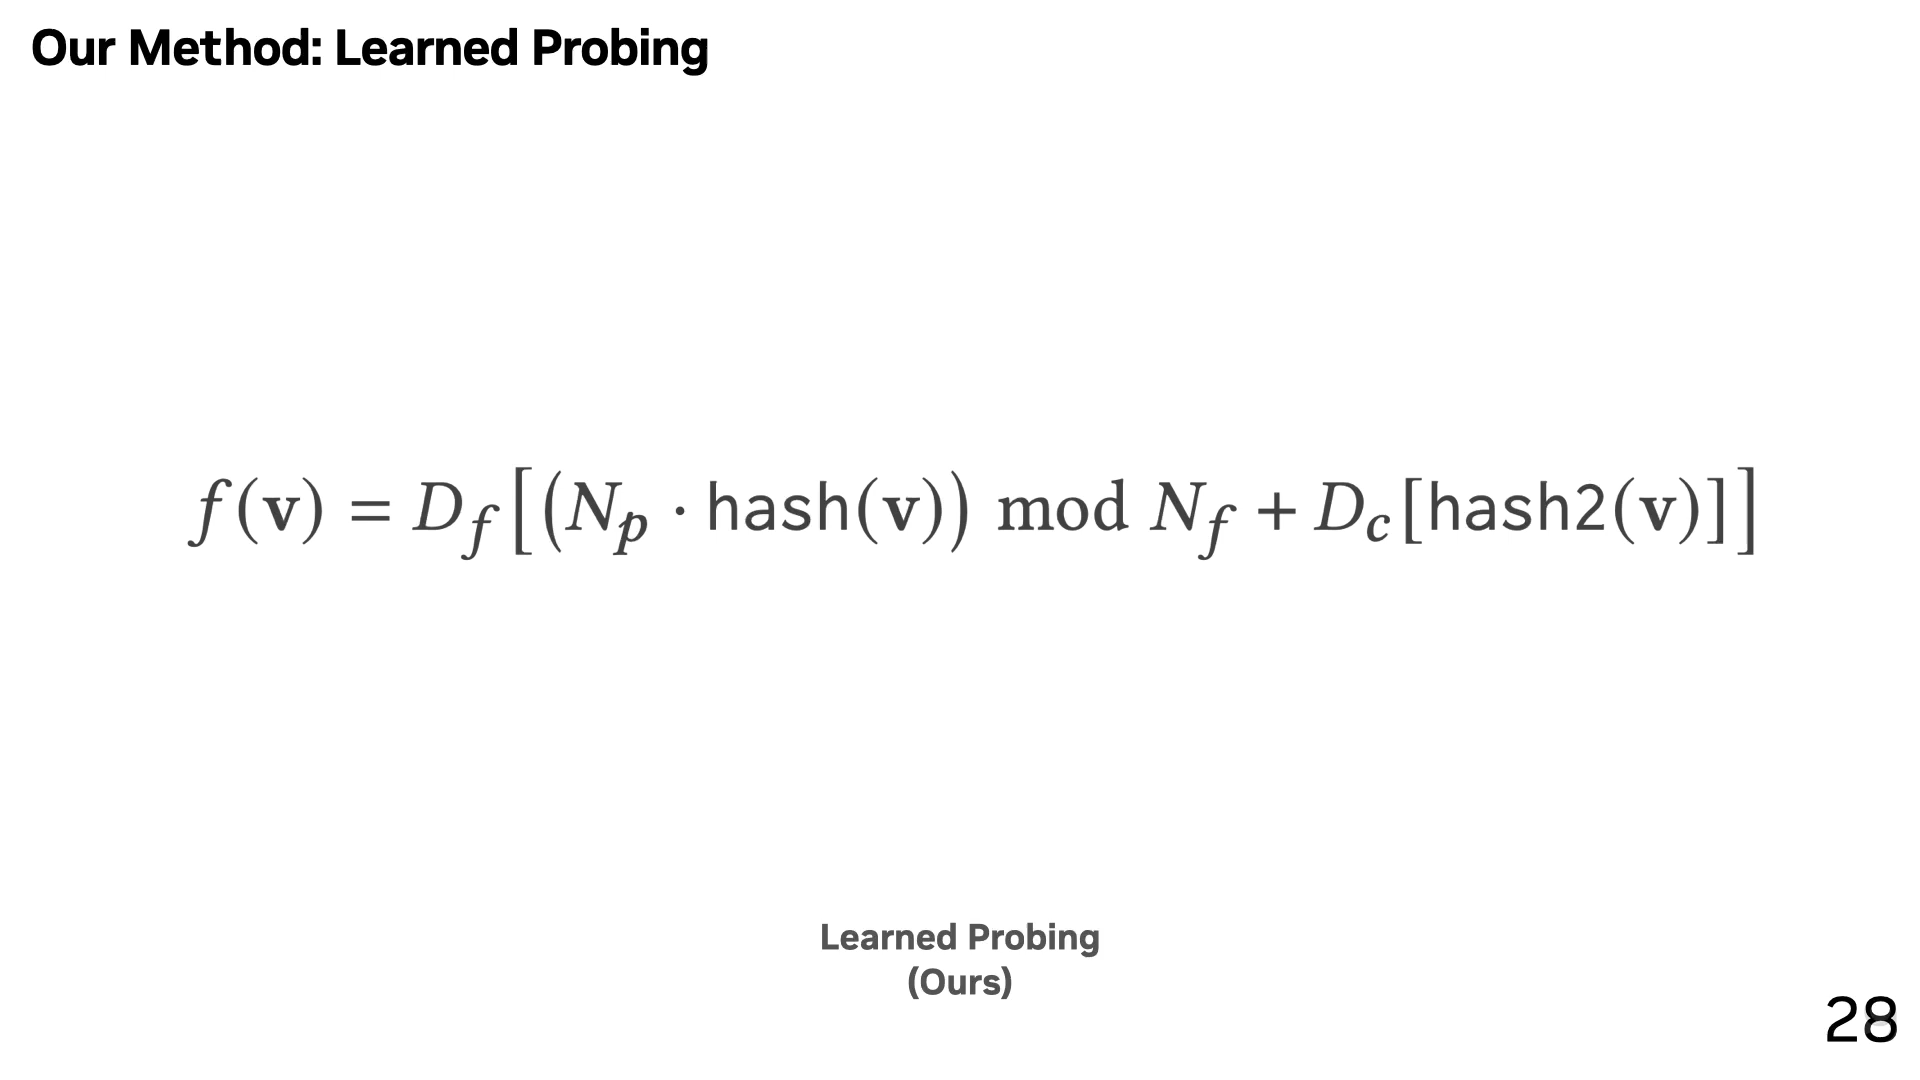 Our Method: Learned Probing
f(v) = D_f[(N_p · hash(v)) mod N_f + D_c[hash2(v)]]
Learned Probing
(Ours)
28